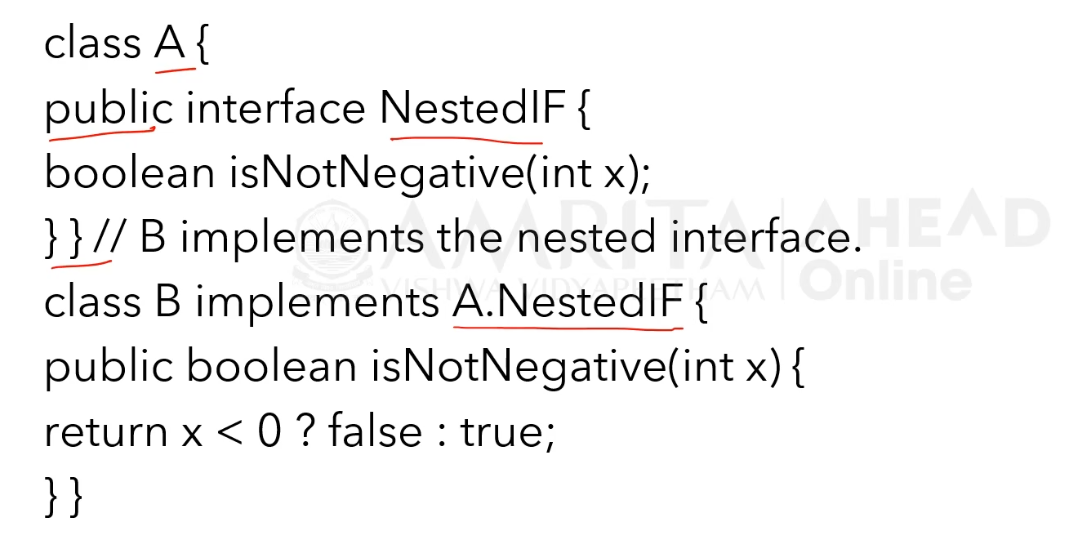 class A {
public interface NestedIF {
boolean isNotNegative(int x);
} } // B implements the nested interface.
class B implements A.NestedIF {
public boolean isNotNegative(int x) {
return x < 0 ? false : true;
} }
AMRITA VISHWA VIDYAPEETHAM | AHEAD Online